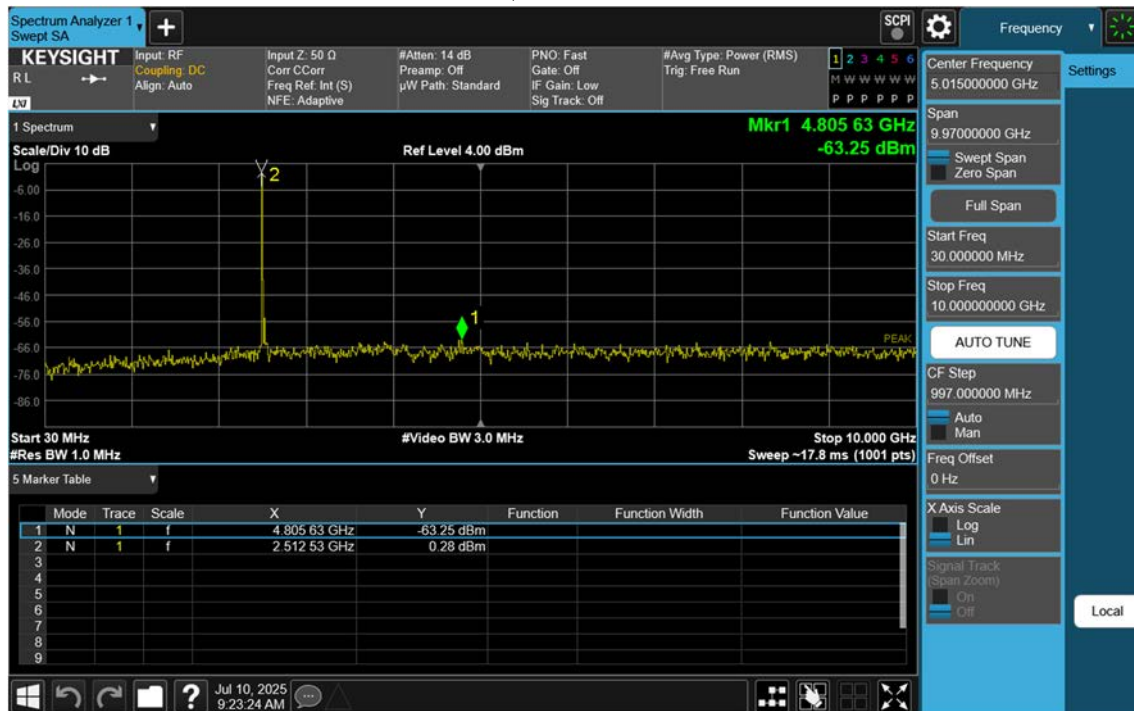 Spectrum Analyzer 1
Swept SA
SCPI
Frequency
KEYSIGHT
R L
LXI
Input: RF
Coupling: DC
Align: Auto
Input Z: 50 Ω
Corr CCorr
Freq Ref: Int (S)
NFE: Adaptive
#Atten: 14 dB
Preamp: Off
µW Path: Standard
PNO: Fast
Gate: Off
IF Gain: Low
Sig Track: Off
#Avg Type: Power (RMS)
Trig: Free Run
1 2 3 4 5 6
M W W W W W
P P P P P P
1 Spectrum
Mkr1 4.805 63 GHz
Scale/Div 10 dB
Ref Level 4.00 dBm
-63.25 dBm
Log
2
-6.00
-16.0
-26.0
-36.0
-46.0
-56.0
1
PEAK
-66.0
-76.0
-86.0
Start 30 MHz
#Video BW 3.0 MHz
Stop 10.000 GHz
#Res BW 1.0 MHz
Sweep ~17.8 ms (1001 pts)
5 Marker Table
Mode Trace Scale X Y Function Function Width Function Value
1 N 1 f 4.805 63 GHz -63.25 dBm
2 N 1 f 2.512 53 GHz 0.28 dBm
3
4
5
6
7
8
9
?
Jul 10, 2025
9:23:24 AM
Center Frequency
5.015000000 GHz
Settings
Span
9.97000000 GHz
Swept Span
Zero Span
Full Span
Start Freq
30.000000 MHz
Stop Freq
10.000000000 GHz
AUTO TUNE
CF Step
997.000000 MHz
Auto
Man
Freq Offset
0 Hz
X Axis Scale
Log
Lin
Signal Track
(Span Zoom)
On
Off
Local